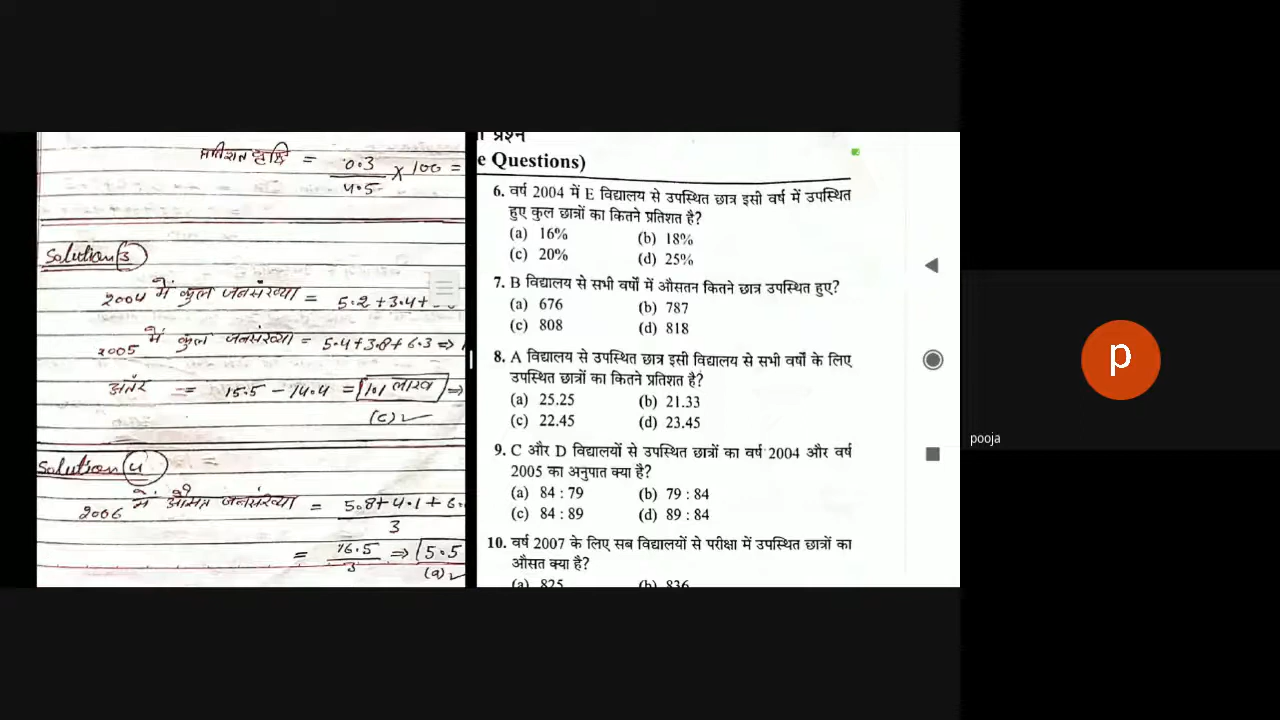 प्रतिशत वृद्धि = 0.3 / 4.5 × 100 =
Solution 3
2004 में कुल जनसंख्या = 5.2 + 3.4 +
2005 में कुल जनसंख्या = 5.4 + 3.8 + 6.3 ⇒
अंतर = 15.5 − 14.4 = 1.1 लाख ⇒
(c) ✓
Solution 4
2006 में औसत जनसंख्या = 5.8 + 4.1 + 6. / 3
= 16.5 / 3 ⇒ 5.5
(a) ✓
प्रश्न
e Questions)
6. वर्ष 2004 में E विद्यालय से उपस्थित छात्र इसी वर्ष में उपस्थित
हुए कुल छात्रों का कितने प्रतिशत है?
(a) 16% (b) 18%
(c) 20% (d) 25%
7. B विद्यालय से सभी वर्षों में औसतन कितने छात्र उपस्थित हुए?
(a) 676 (b) 787
(c) 808 (d) 818
8. A विद्यालय से उपस्थित छात्र इसी विद्यालय से सभी वर्षों के लिए
उपस्थित छात्रों का कितने प्रतिशत है?
(a) 25.25 (b) 21.33
(c) 22.45 (d) 23.45
9. C और D विद्यालयों से उपस्थित छात्रों का वर्ष 2004 और वर्ष
2005 का अनुपात क्या है?
(a) 84 : 79 (b) 79 : 84
(c) 84 : 89 (d) 89 : 84
10. वर्ष 2007 के लिए सब विद्यालयों से परीक्षा में उपस्थित छात्रों का
औसत क्या है?
(a) 825 (b) 836
p
pooja